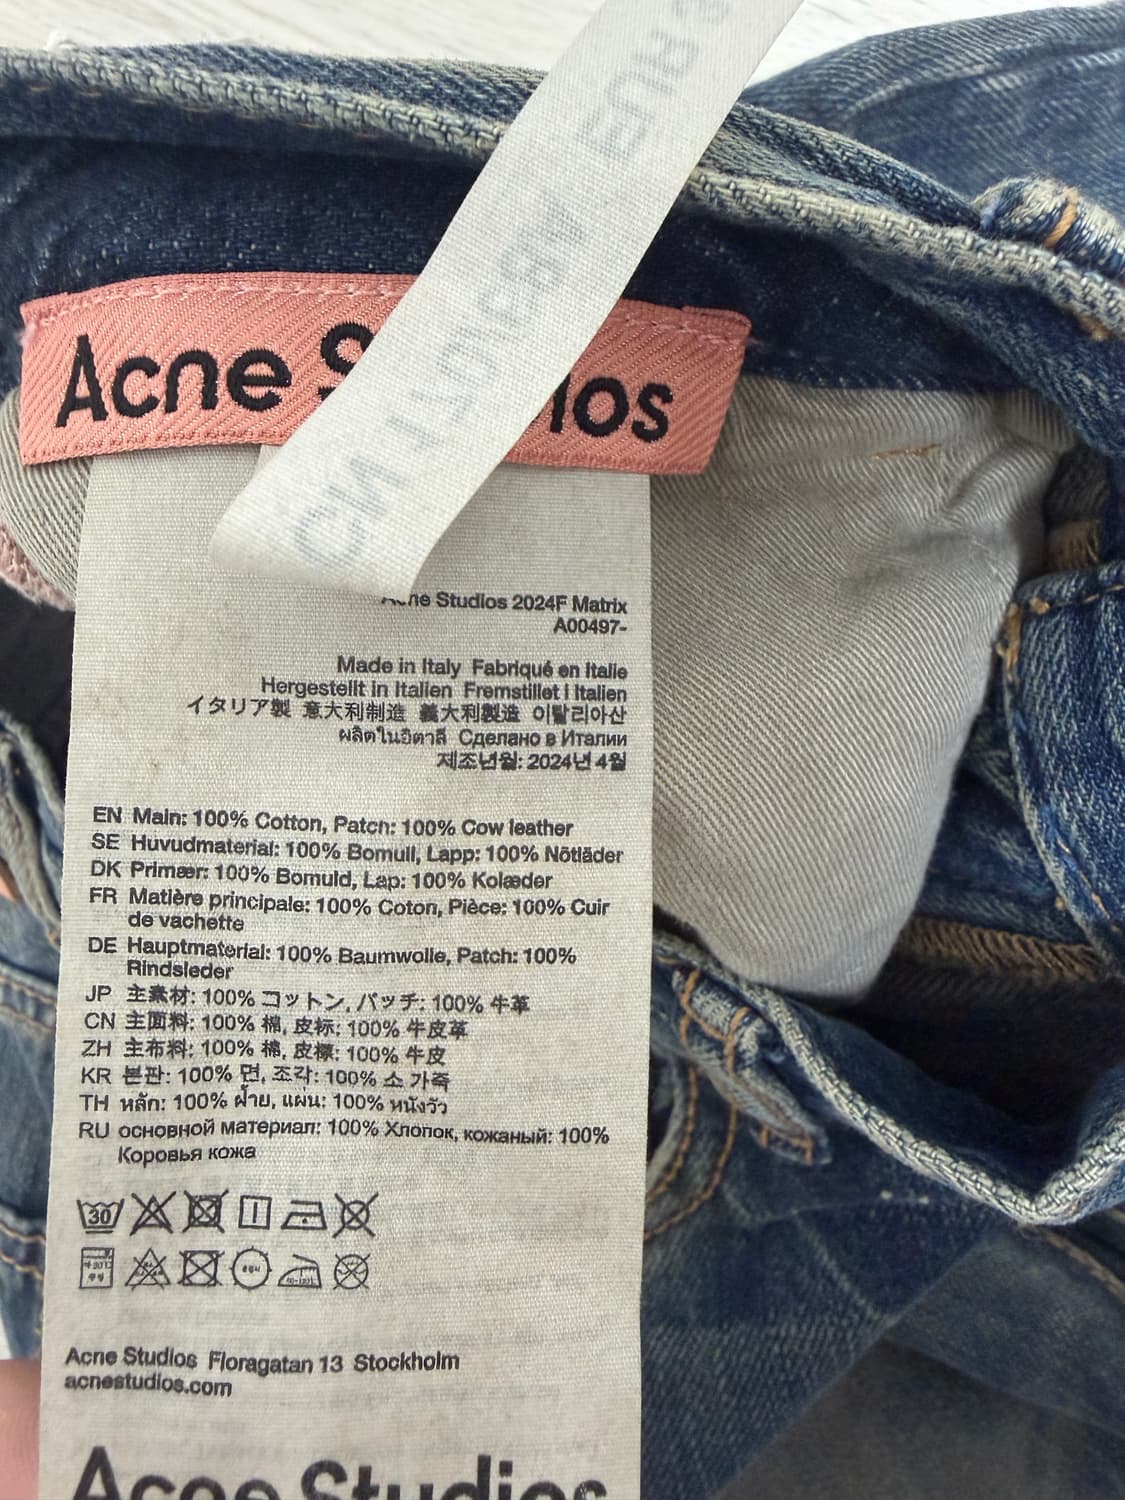 Acne Studios
Acne Studios 2024F Matrix
A00497-
Made in Italy Fabriqué en Italie
Hergestellt in Italien Fremstillet i Italien
イタリア製 意大利制造 義大利製造 이탈리아산
ผลิตในอิตาลี Сделано в Италии
제조년월: 2024년 4월
EN Main: 100% Cotton, Patch: 100% Cow leather
SE Huvudmaterial: 100% Bomull, Lapp: 100% Nötläder
DK Primær: 100% Bomuld, Lap: 100% Kolæder
FR Matière principale: 100% Coton, Pièce: 100% Cuir
de vachette
DE Hauptmaterial: 100% Baumwolle, Patch: 100%
Rindsleder
JP 主素材: 100% コットン, パッチ: 100% 牛革
CN 主面料: 100% 棉, 皮标: 100% 牛皮革
ZH 主布料: 100% 棉, 皮標: 100% 牛皮
KR 본판: 100% 면, 조각: 100% 소 가죽
TH หลัก: 100% ฝ้าย, แผ่น: 100% หนังวัว
RU основной материал: 100% Хлопок, кожаный: 100%
Коровья кожа
30
Acne Studios Floragatan 13 Stockholm
acnestudios.com
Acne Studios